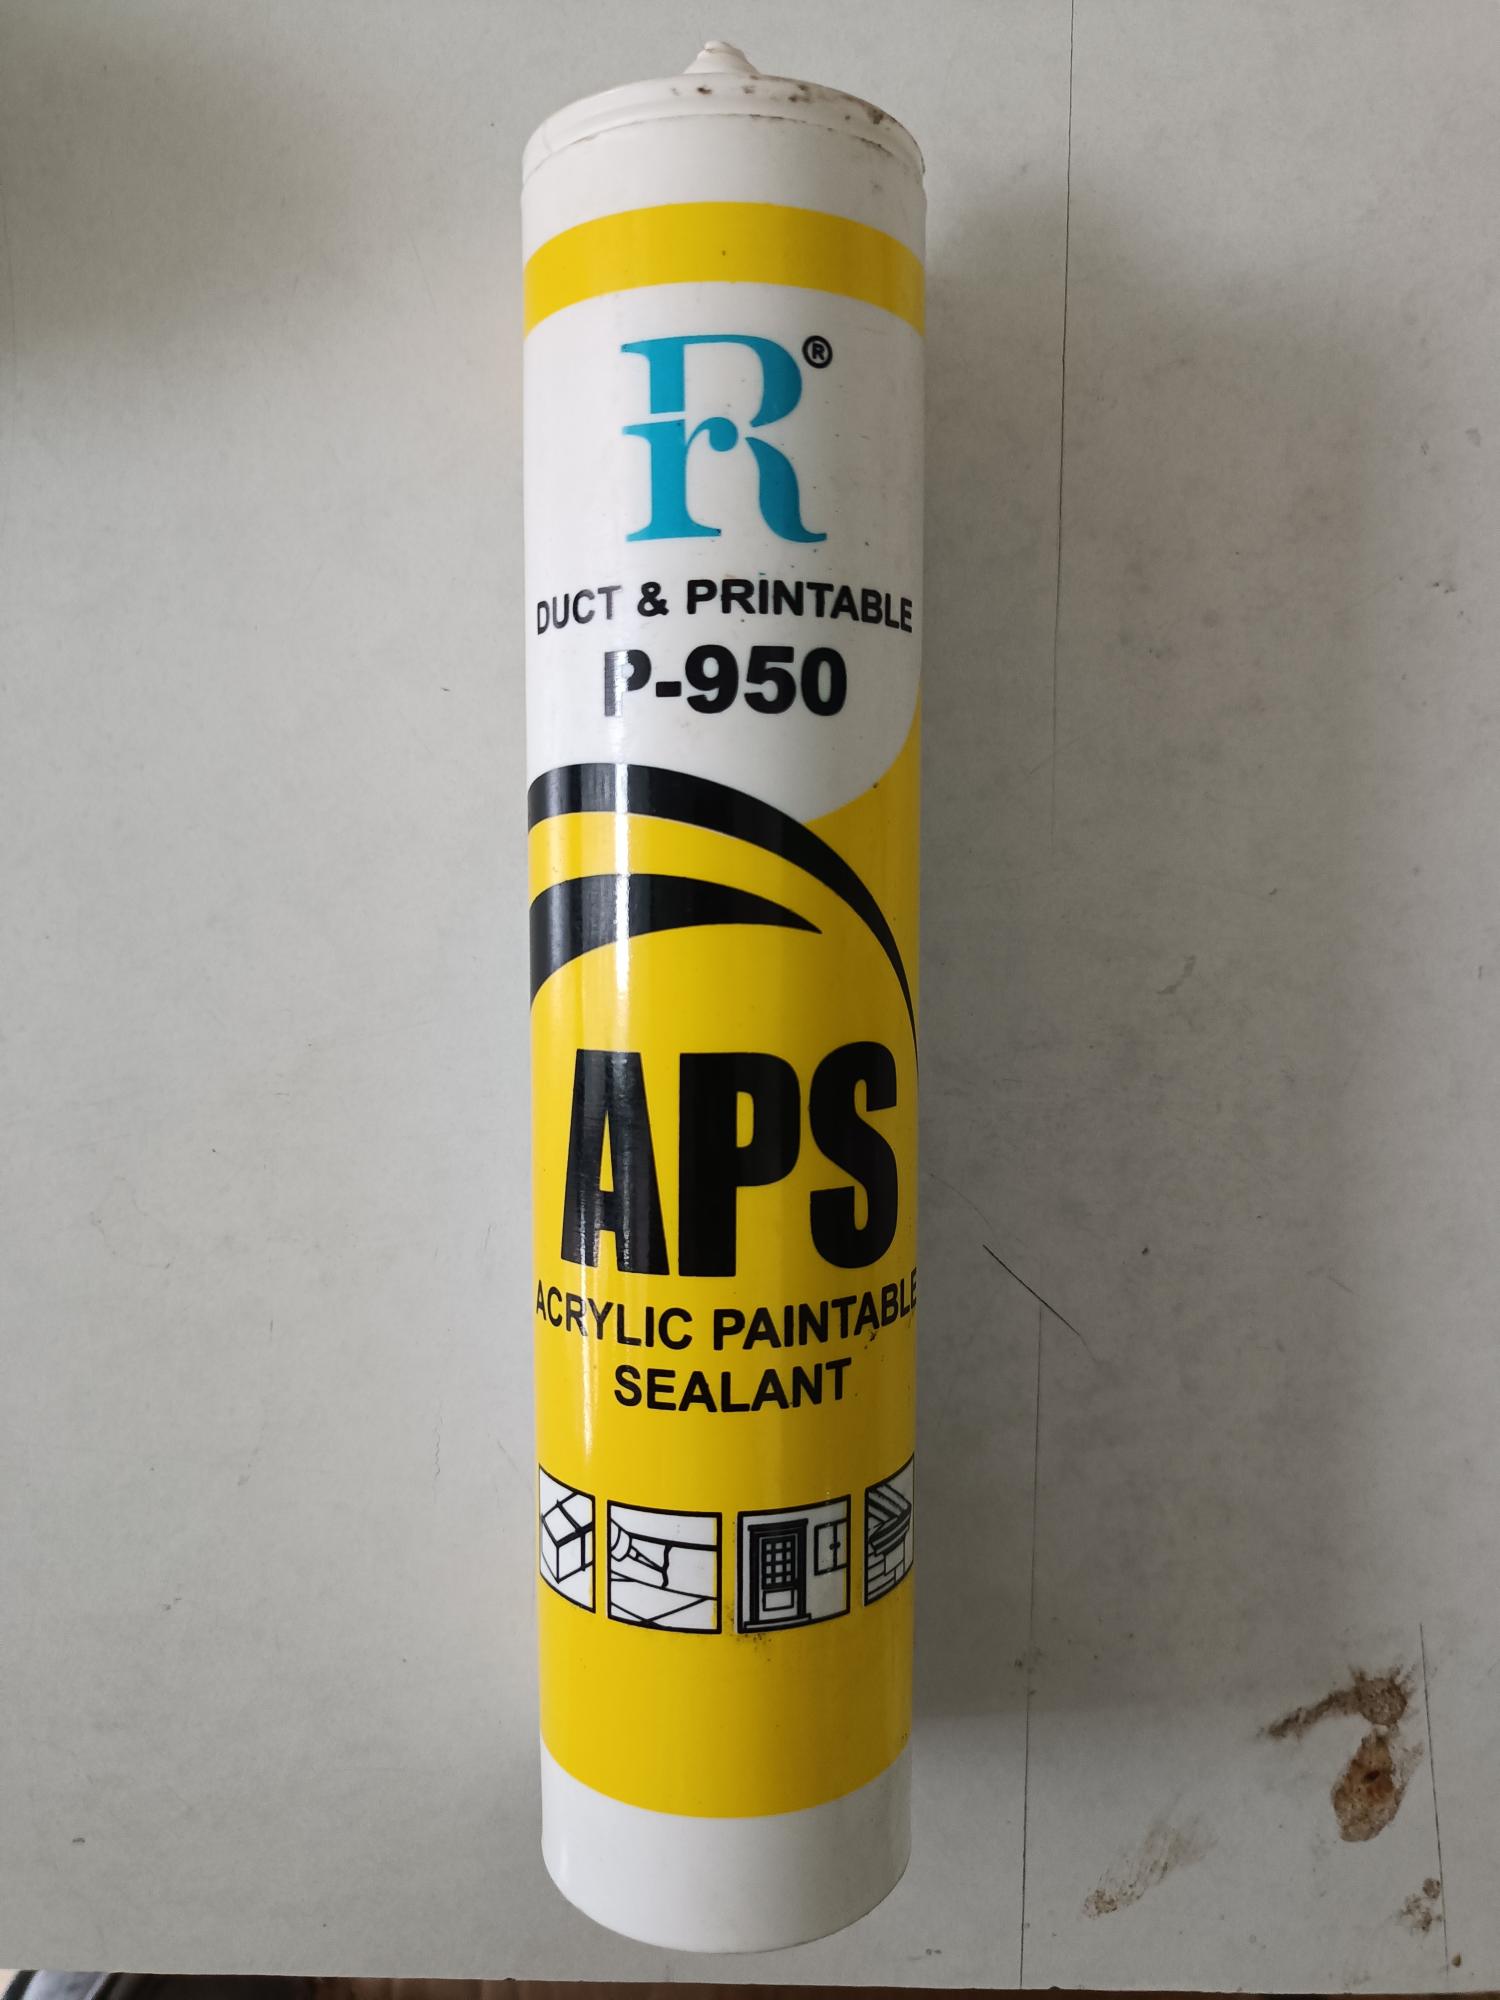 R®
DUCT & PRINTABLE
P-950
APS
ACRYLIC PAINTABLE
SEALANT